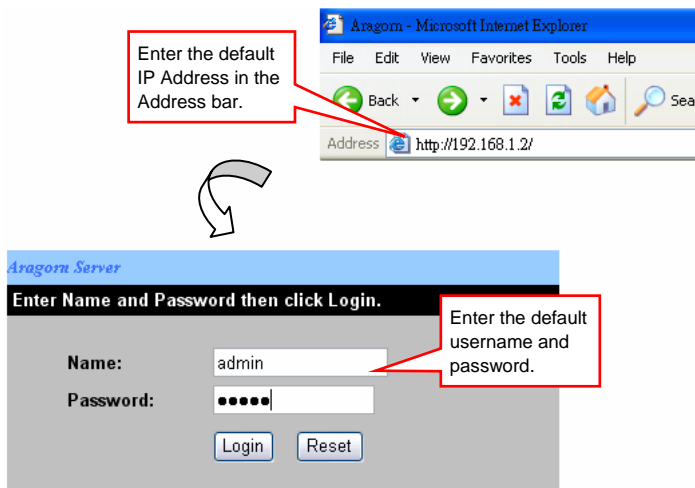 Aragorn - Microsoft Internet Explorer
File Edit View Favorites Tools Help
Back Sea
Address http://192.168.1.2/
Enter the default
IP Address in the
Address bar.
Aragorn Server
Enter Name and Password then click Login.
Name: admin
Password: •••••
Login Reset
Enter the default
username and
password.